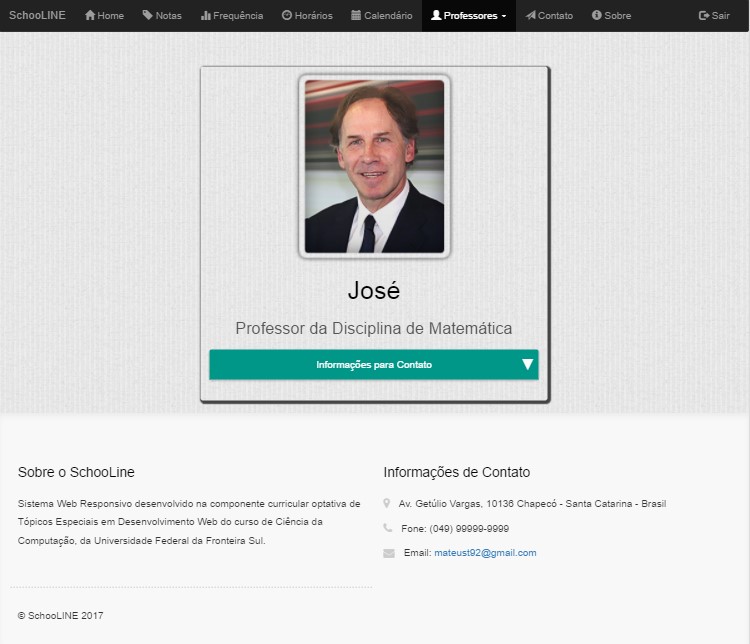 SchooLINE Home Notas Frequência Horários Calendário Professores Contato Sobre Sair
José
Professor da Disciplina de Matemática
Informações para Contato
Sobre o SchooLine
Sistema Web Responsivo desenvolvido na componente curricular optativa de
Tópicos Especiais em Desenvolvimento Web do curso de Ciência da
Computação, da Universidade Federal da Fronteira Sul.
Informações de Contato
Av. Getúlio Vargas, 10136 Chapecó - Santa Catarina - Brasil
Fone: (049) 99999-9999
Email: mateust92@gmail.com
© SchooLINE 2017